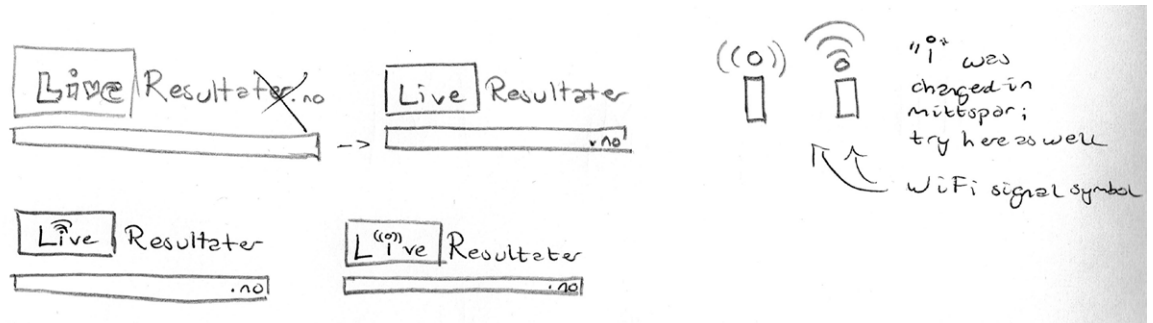 Live Resultater.no
Live Resultater
.no
Live Resultater
.no
Live Resultater
.no
"i" was
changed in
mittspar;
try here as well
WiFi signal symbol